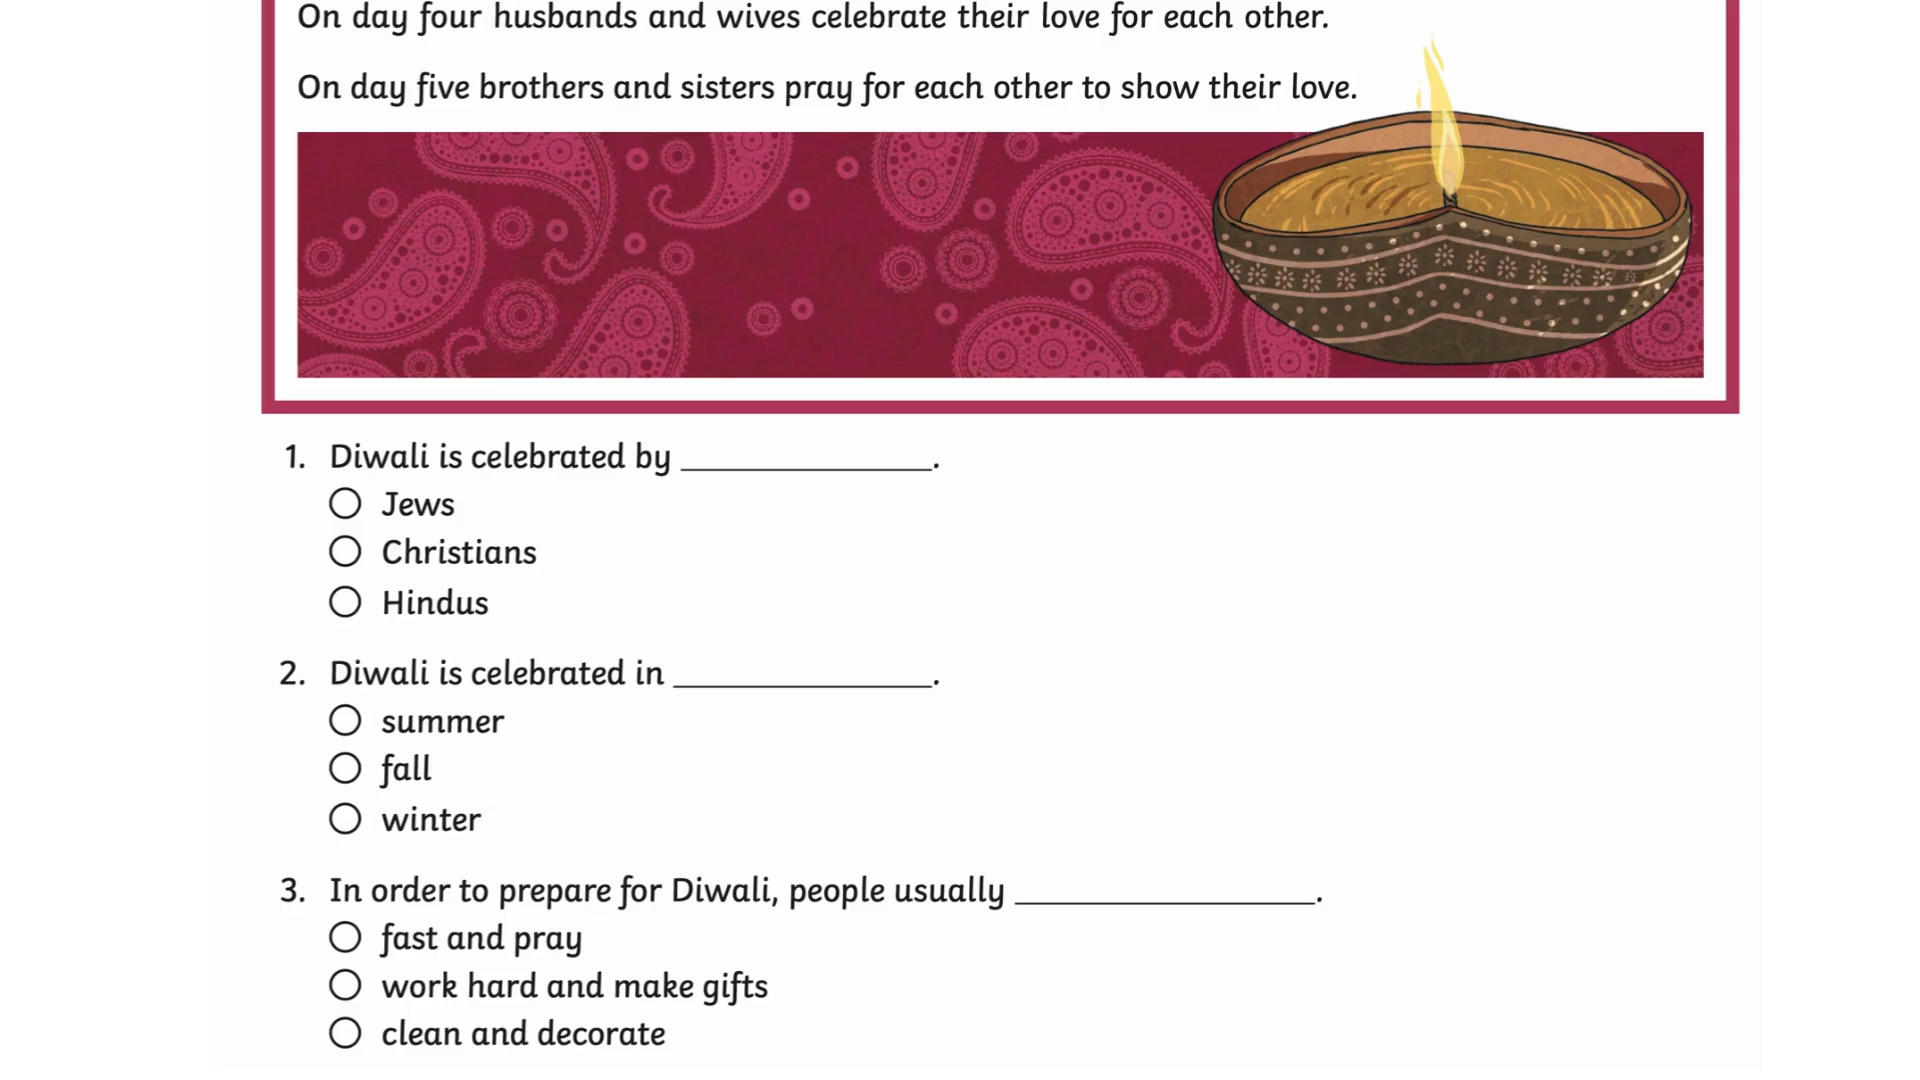 On day four husbands and wives celebrate their love for each other.
On day five brothers and sisters pray for each other to show their love.
1. Diwali is celebrated by ______________.
Jews
Christians
Hindus
2. Diwali is celebrated in ______________.
summer
fall
winter
3. In order to prepare for Diwali, people usually ________________.
fast and pray
work hard and make gifts
clean and decorate